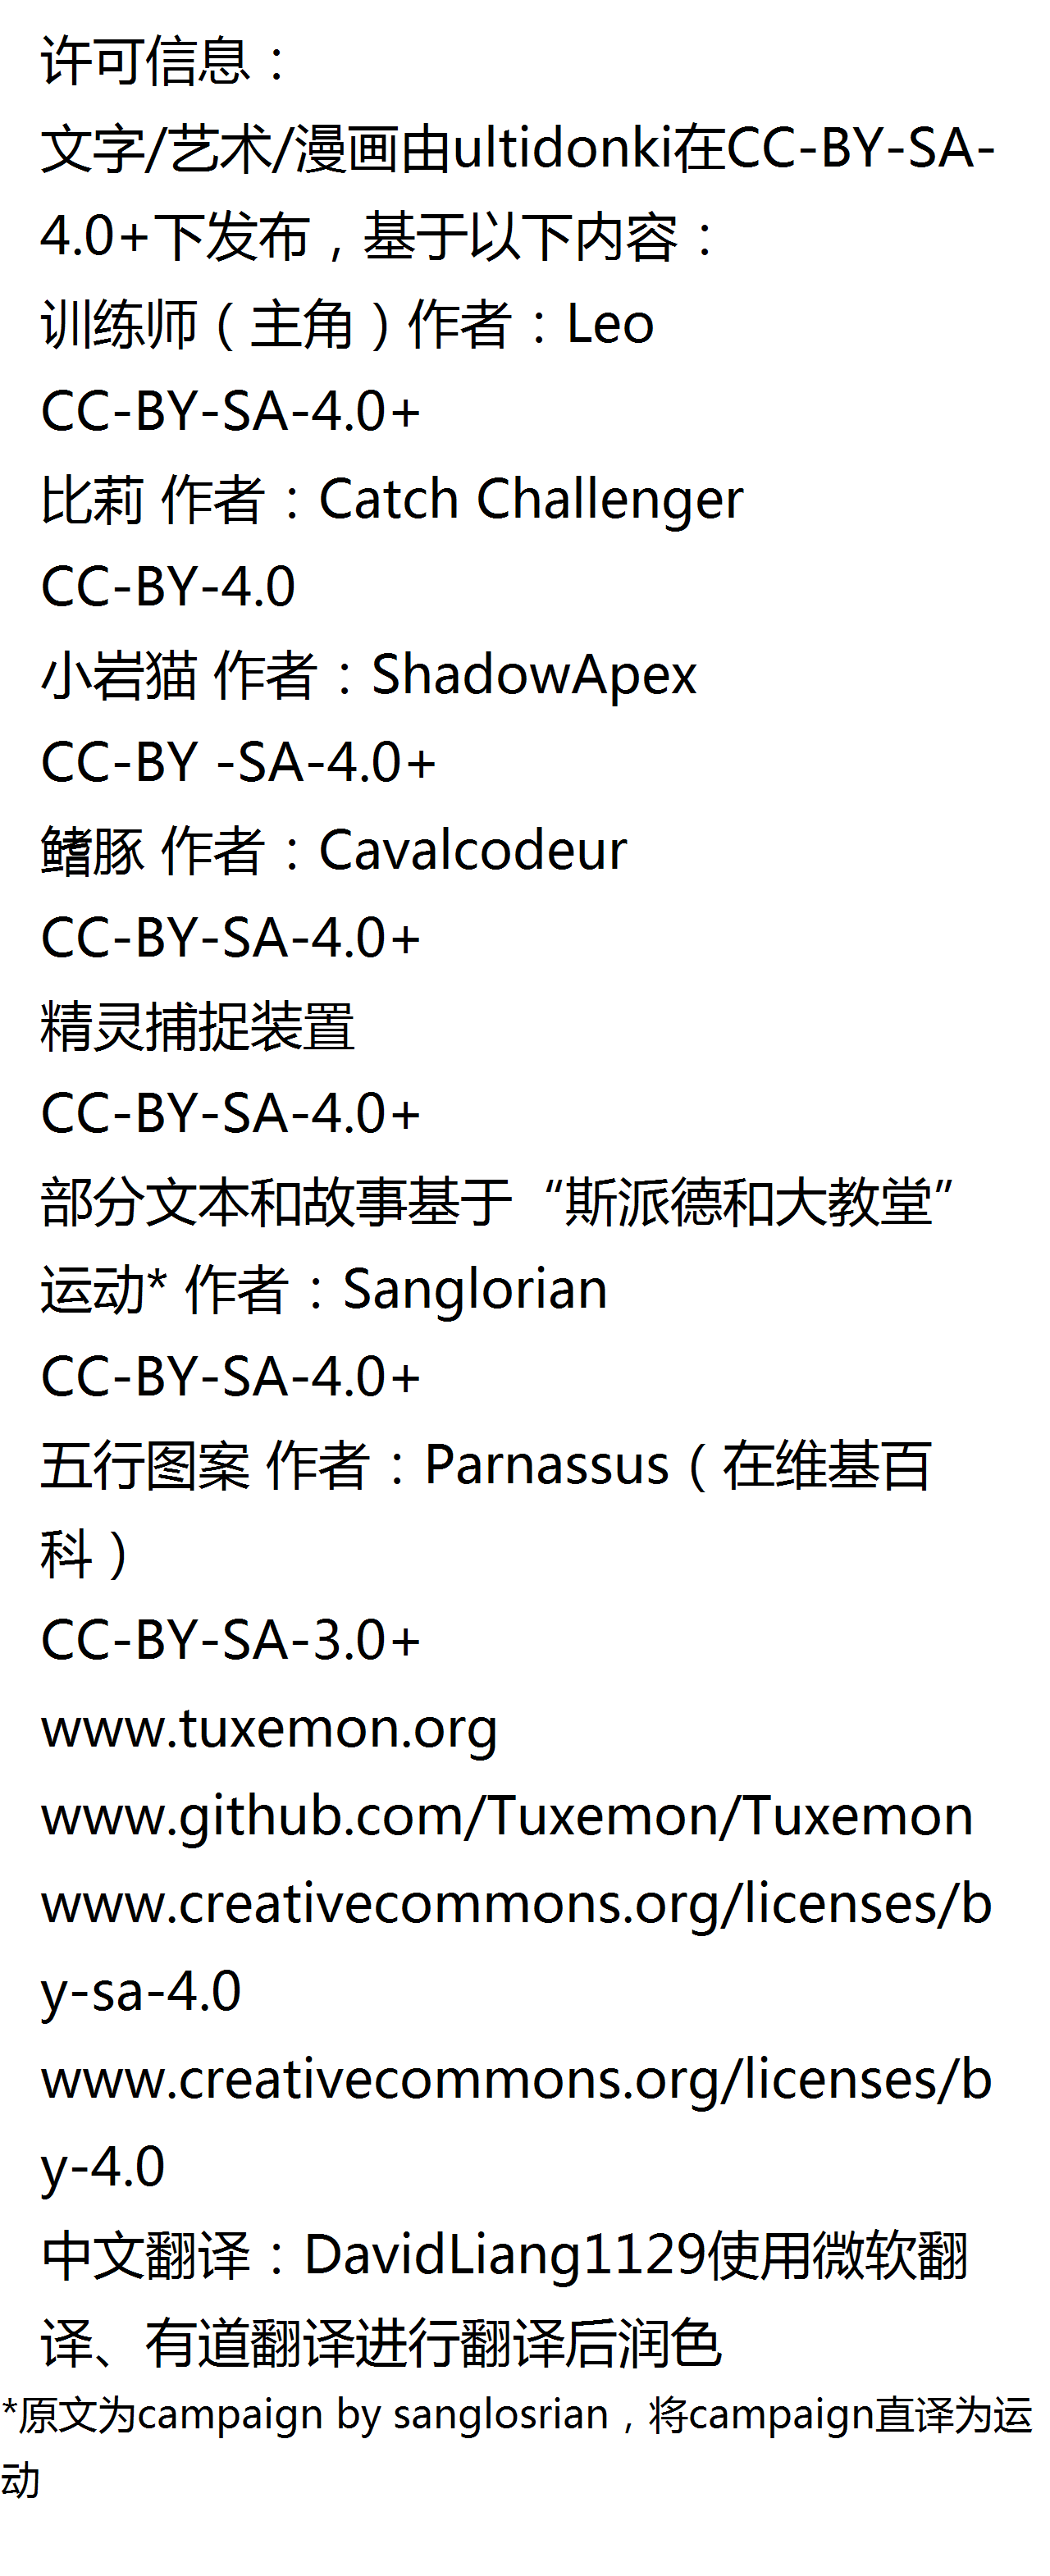 许可信息：
文字/艺术/漫画由ultidonki在CC-BY-SA-
4.0+下发布，基于以下内容：
训练师（主角）作者：Leo
CC-BY-SA-4.0+
比莉 作者：Catch Challenger
CC-BY-4.0
小岩猫 作者：ShadowApex
CC-BY -SA-4.0+
鳍豚 作者：Cavalcodeur
CC-BY-SA-4.0+
精灵捕捉装置
CC-BY-SA-4.0+
部分文本和故事基于“斯派德和大教堂”
运动* 作者：Sanglorian
CC-BY-SA-4.0+
五行图案 作者：Parnassus（在维基百
科）
CC-BY-SA-3.0+
www.tuxemon.org
www.github.com/Tuxemon/Tuxemon
www.creativecommons.org/licenses/b
y-sa-4.0
www.creativecommons.org/licenses/b
y-4.0
中文翻译：DavidLiang1129使用微软翻
译、有道翻译进行翻译后润色
*原文为campaign by sanglosrian，将campaign直译为运
动